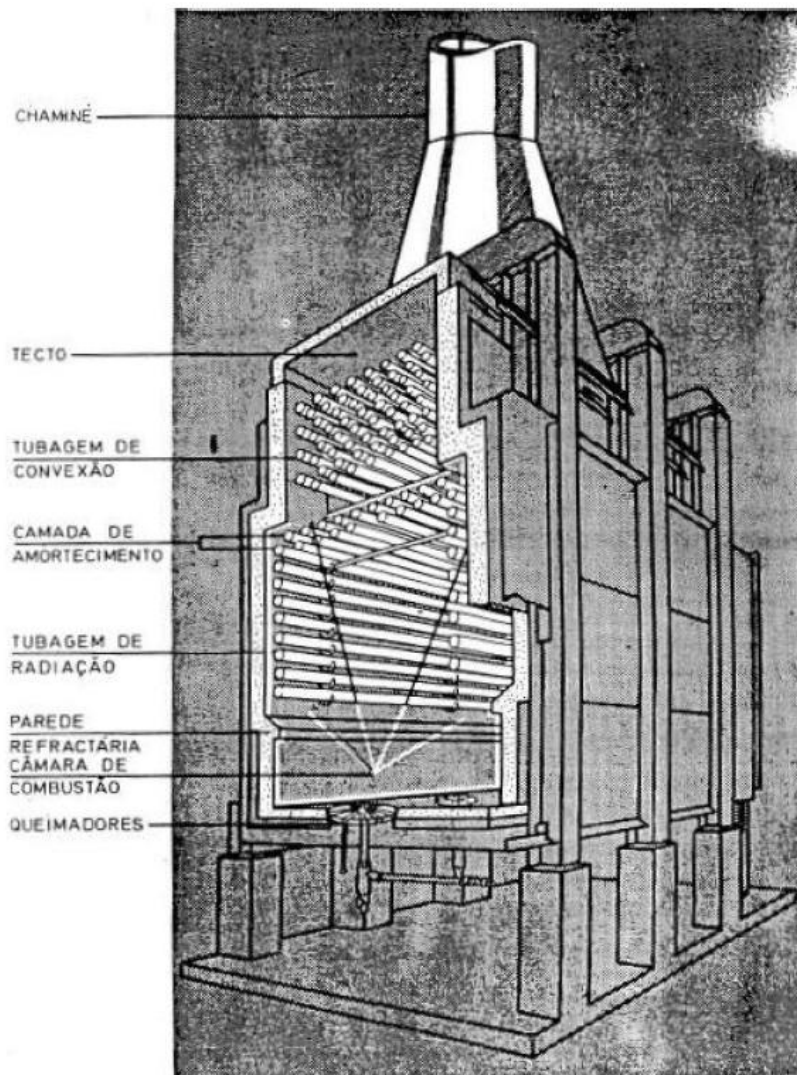 CHAMINÉ
TECTO
TUBAGEM DE
CONVEXÃO
CAMADA DE
AMORTECIMENTO
TUBAGEM DE
RADIAÇÃO
PAREDE
REFRACTÁRIA
CÂMARA DE
COMBUSTÃO
QUEIMADORES